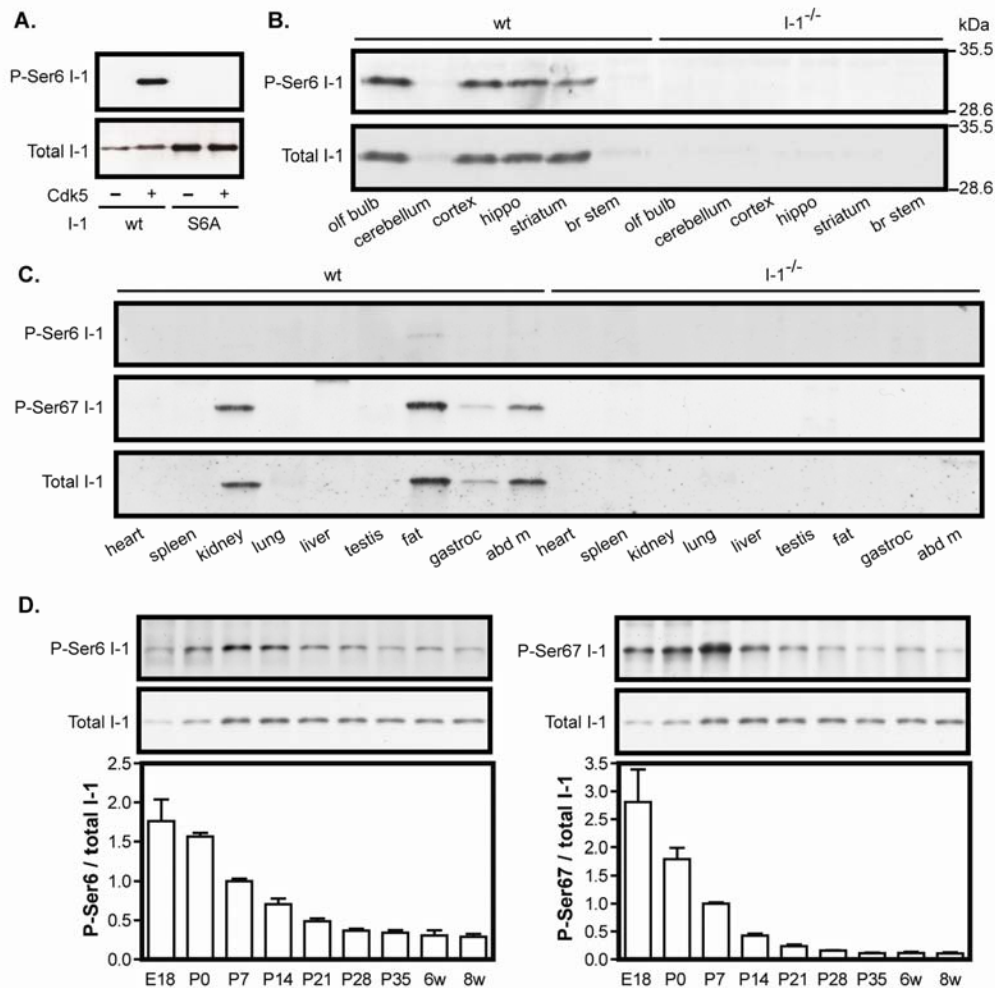 A.
P-Ser6 I-1
Total I-1
Cdk5 – + – +
I-1 wt S6A
B.
wt I-1-/- kDa
P-Ser6 I-1
35.5
28.6
Total I-1
35.5
28.6
olf bulb cerebellum cortex hippo striatum br stem olf bulb cerebellum cortex hippo striatum br stem
C.
wt I-1-/-
P-Ser6 I-1
P-Ser67 I-1
Total I-1
heart spleen kidney lung liver testis fat gastroc abd m heart spleen kidney lung liver testis fat gastroc abd m
D.
P-Ser6 I-1
Total I-1
P-Ser6 / total I-1
2.5
2.0
1.5
1.0
0.5
0.0
E18 P0 P7 P14 P21 P28 P35 6w 8w
P-Ser67 I-1
Total I-1
P-Ser67 / total I-1
3.5
3.0
2.5
2.0
1.5
1.0
0.5
0.0
E18 P0 P7 P14 P21 P28 P35 6w 8w